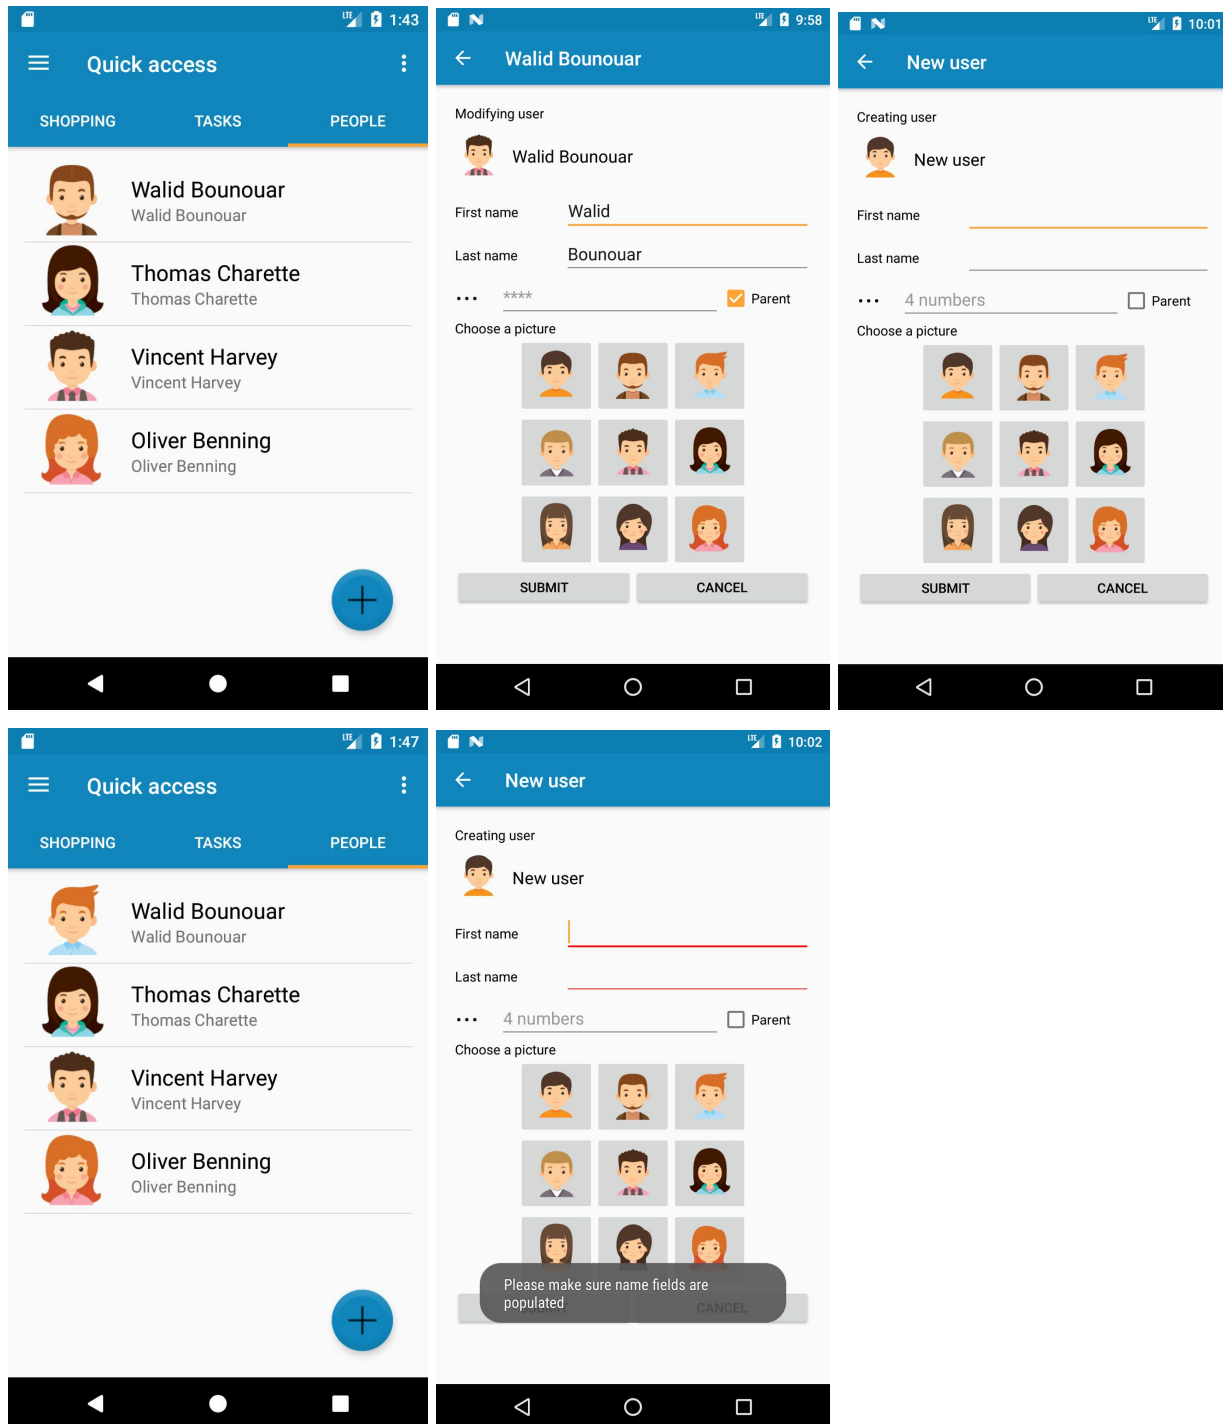 LTE 1:43
Quick access
SHOPPING TASKS PEOPLE
Walid Bounouar
Walid Bounouar
Thomas Charette
Thomas Charette
Vincent Harvey
Vincent Harvey
Oliver Benning
Oliver Benning
LTE 9:58
Walid Bounouar
Modifying user
Walid Bounouar
First name Walid
Last name Bounouar
**** Parent
Choose a picture
SUBMIT CANCEL
LTE 10:01
New user
Creating user
New user
First name
Last name
4 numbers Parent
Choose a picture
SUBMIT CANCEL
LTE 1:47
Quick access
SHOPPING TASKS PEOPLE
Walid Bounouar
Walid Bounouar
Thomas Charette
Thomas Charette
Vincent Harvey
Vincent Harvey
Oliver Benning
Oliver Benning
LTE 10:02
New user
Creating user
New user
First name
Last name
4 numbers Parent
Choose a picture
Please make sure name fields are
populated
CANCEL